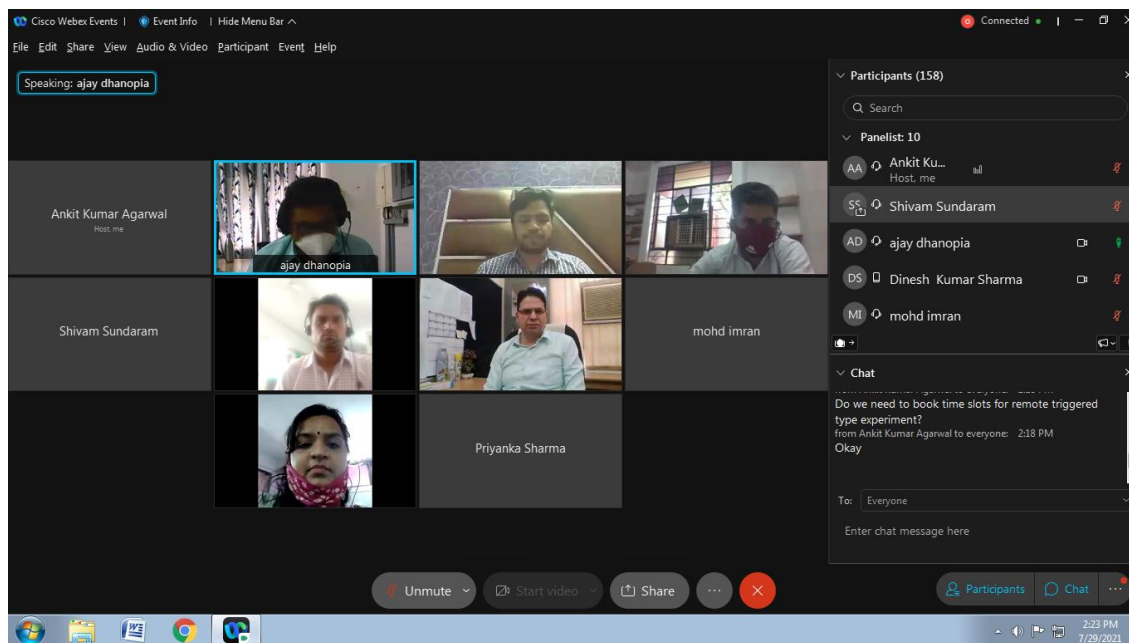 Cisco Webex Events | Event Info | Hide Menu Bar
Connected
File Edit Share View Audio & Video Participant Event Help
Speaking: ajay dhanopia
Ankit Kumar Agarwal
Host, me
ajay dhanopia
Shivam Sundaram
mohd imran
Priyanka Sharma
Participants (158)
Search
Panelist: 10
AA Ankit Ku...
Host, me
SS Shivam Sundaram
AD ajay dhanopia
DS Dinesh Kumar Sharma
MI mohd imran
Chat
Do we need to book time slots for remote triggered
type experiment?
from Ankit Kumar Agarwal to everyone: 2:18 PM
Okay
To: Everyone
Enter chat message here
Unmute Start video Share
Participants Chat
2:23 PM
7/29/2021